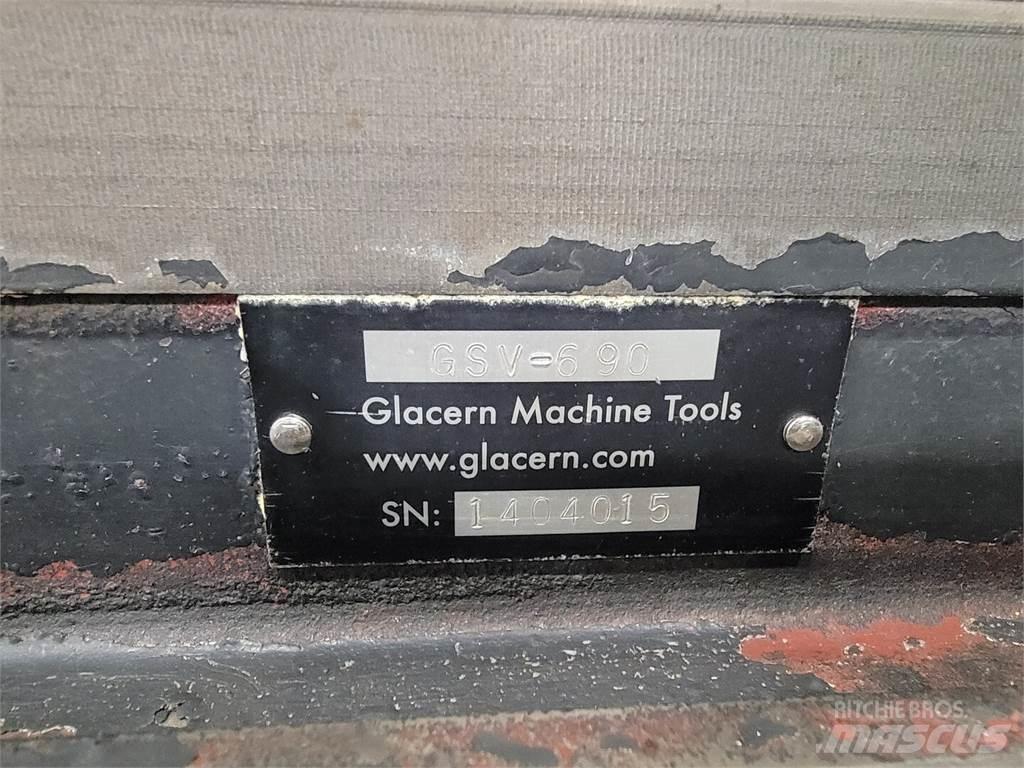 GSV-690
Glacern Machine Tools
www.glacern.com
SN: 1404015
RITCHIE BROS.
MASCUS